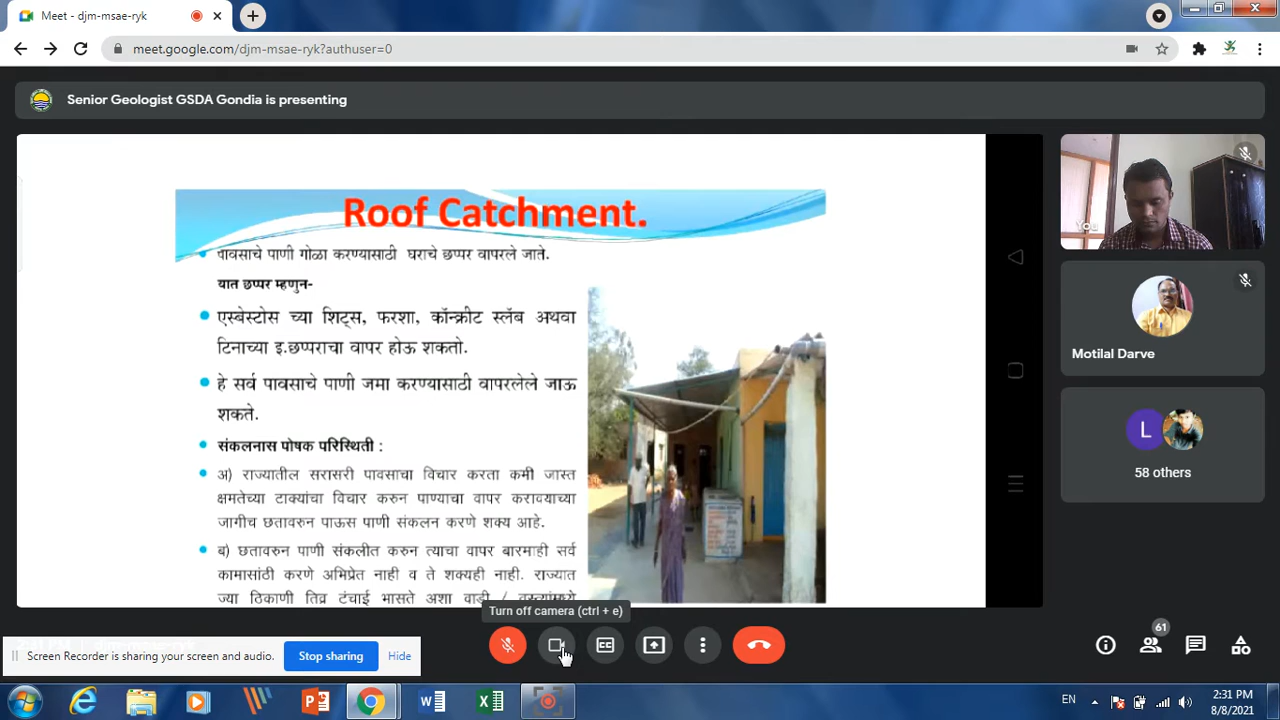 Meet - djm-msae-ryk
meet.google.com/djm-msae-ryk?authuser=0
Senior Geologist GSDA Gondia is presenting
Roof Catchment.
पावसाचे पाणी गोळा करण्यासाठी घराचे छप्पर वापरले जाते.
यात छप्पर म्हणुन-
एस्बेस्टोस च्या शिट्स, फरशा, कॉन्क्रीट स्लॅब अथवा
टिनाच्या इ.छप्पराचा वापर होऊ शकतो.
हे सर्व पावसाचे पाणी जमा करण्यासाठी वापरलेले जाऊ
शकते.
संकलनास पोषक परिस्थिती :
अ) राज्यातील सरासरी पावसाचा विचार करता कमी जास्त
क्षमतेच्या टाक्यांचा विचार करुन पाण्याचा वापर करावयाच्या
जागीच छतावरुन पाऊस पाणी संकलन करणे शक्य आहे.
ब) छतावरुन पाणी संकलीत करुन त्याचा वापर बारमाही सर्व
कामासांठी करणे अभिप्रेत नाही व ते शक्यही नाही. राज्यात
ज्या ठिकाणी तिव्र टंचाई भासते अशा वाडी / वस्त्यांमध्ये
You
Motilal Darve
L
58 others
Turn off camera (ctrl + e)
61
Screen Recorder is sharing your screen and audio.
Stop sharing
Hide
EN
2:31 PM
8/8/2021